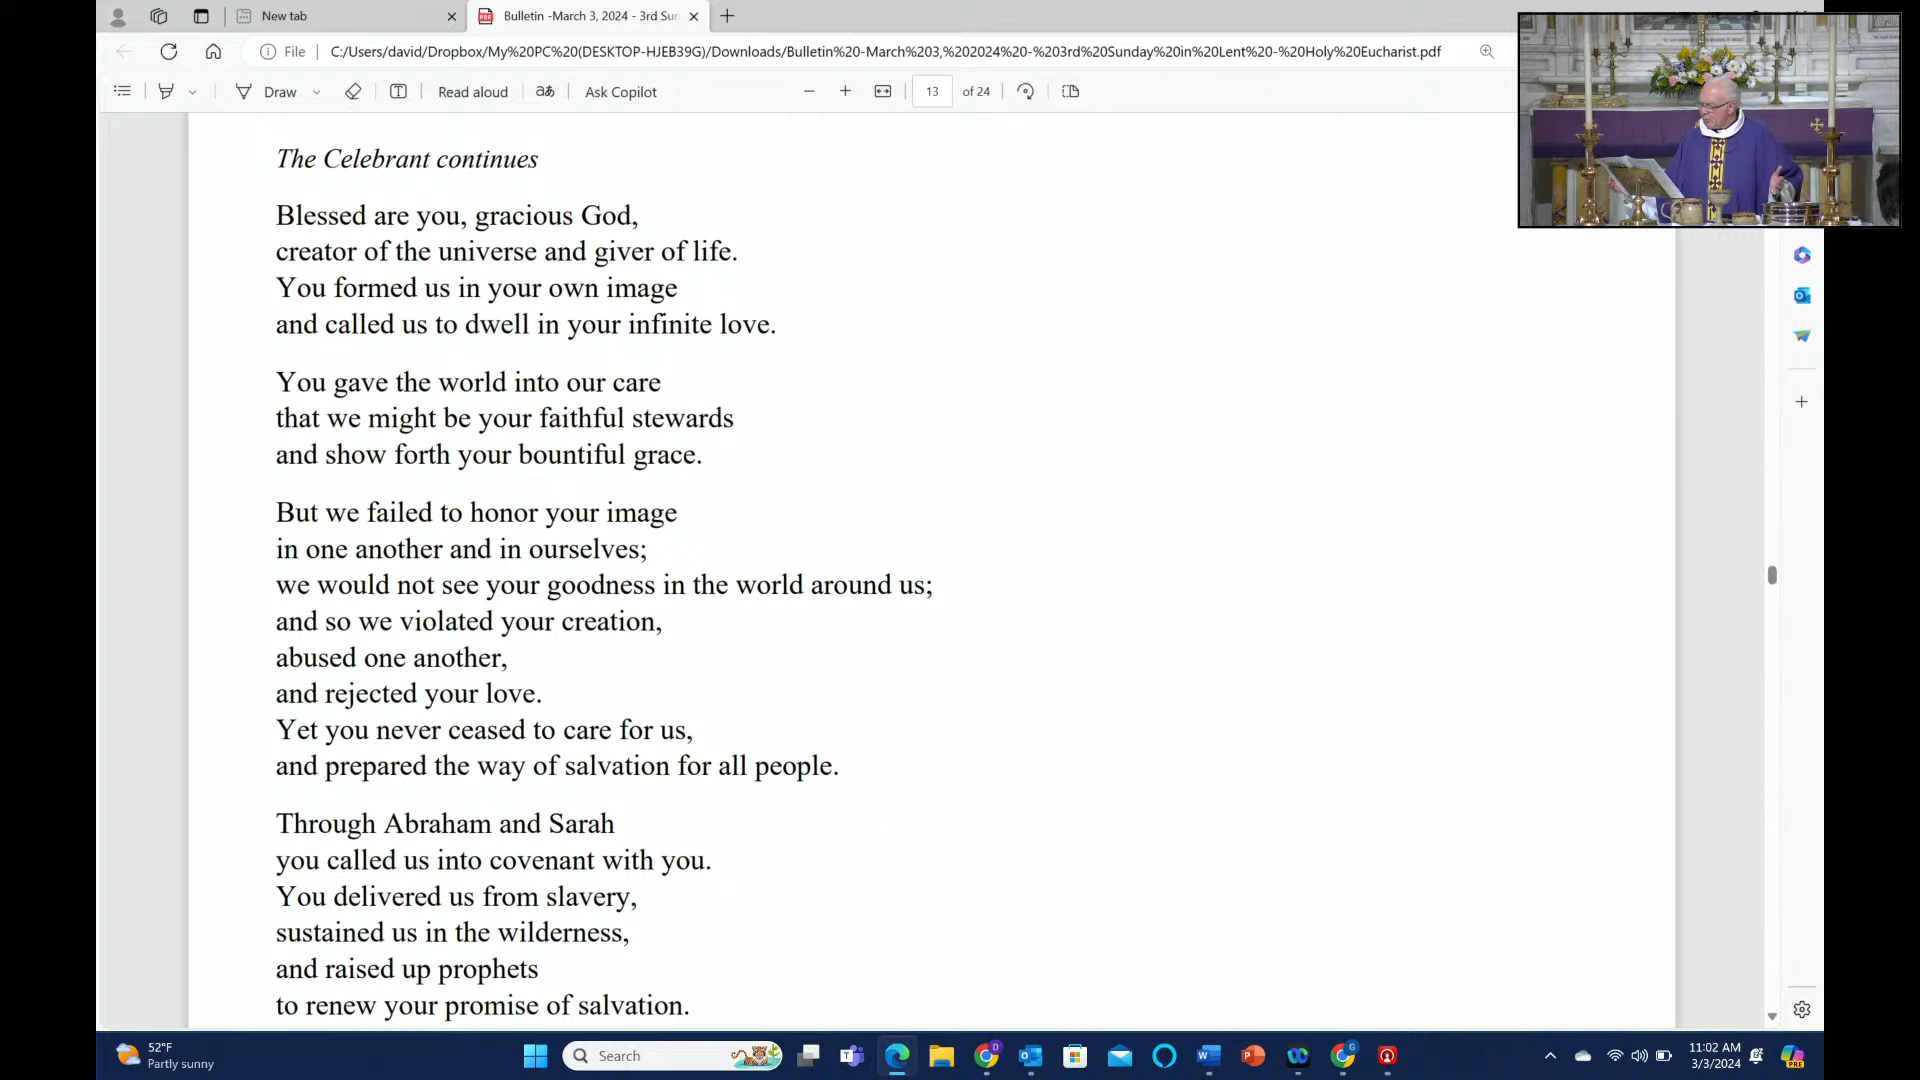 New tab
Bulletin -March 3, 2024 - 3rd Sun
File
C:/Users/david/Dropbox/My%20PC%20(DESKTOP-HJEB39G)/Downloads/Bulletin%20-March%203,%202024%20-%203rd%20Sunday%20in%20Lent%20-%20Holy%20Eucharist.pdf
Draw
Read aloud
aあ
Ask Copilot
13
of 24
The Celebrant continues
Blessed are you, gracious God,
creator of the universe and giver of life.
You formed us in your own image
and called us to dwell in your infinite love.
You gave the world into our care
that we might be your faithful stewards
and show forth your bountiful grace.
But we failed to honor your image
in one another and in ourselves;
we would not see your goodness in the world around us;
and so we violated your creation,
abused one another,
and rejected your love.
Yet you never ceased to care for us,
and prepared the way of salvation for all people.
Through Abraham and Sarah
you called us into covenant with you.
You delivered us from slavery,
sustained us in the wilderness,
and raised up prophets
to renew your promise of salvation.
52°F
Partly sunny
Search
11:02 AM
3/3/2024